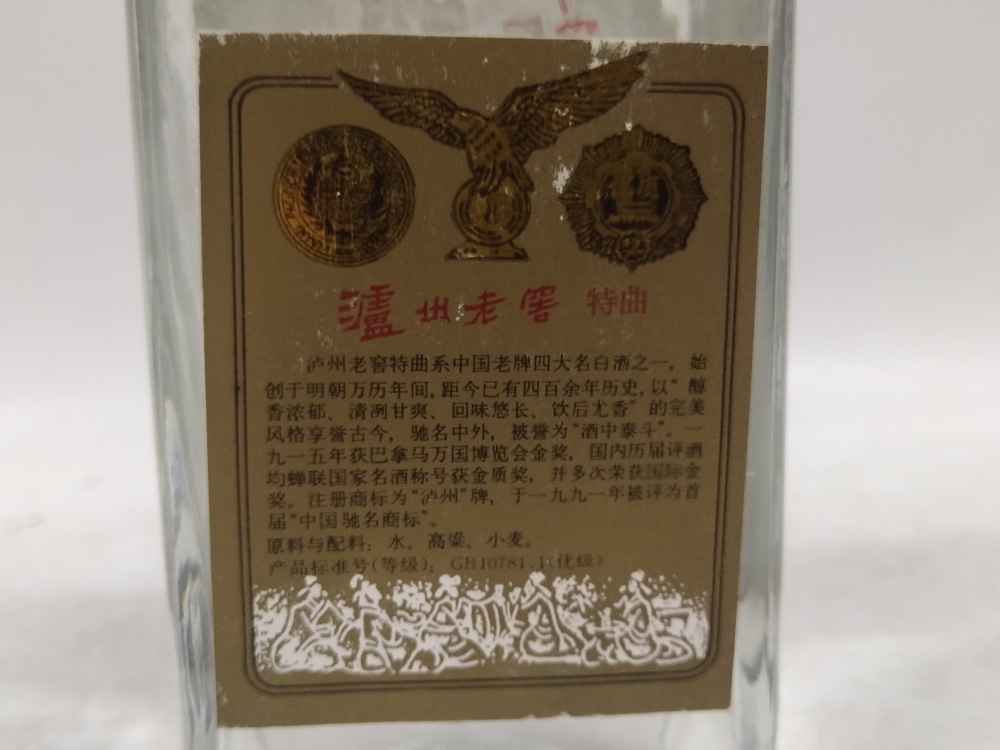 瀘州老窖 特曲
泸州老窖特曲系中国老牌四大名白酒之一，始
创于明朝万历年间，距今已有四百余年历史，以“醇
香浓郁、清洌甘爽、回味悠长、饮后尤香”的完美
风格享誉古今，驰名中外，被誉为“酒中泰斗”。一
九一五年获巴拿马万国博览会金奖，国内历届评酒
均蝉联国家名酒称号获金质奖，并多次荣获国际金
奖。注册商标为“泸州”牌，于一九九一年被评为首
届“中国驰名商标”。
原料与配料：水、高粱、小麦。
产品标准号(等级)：GB10781.1(优级)